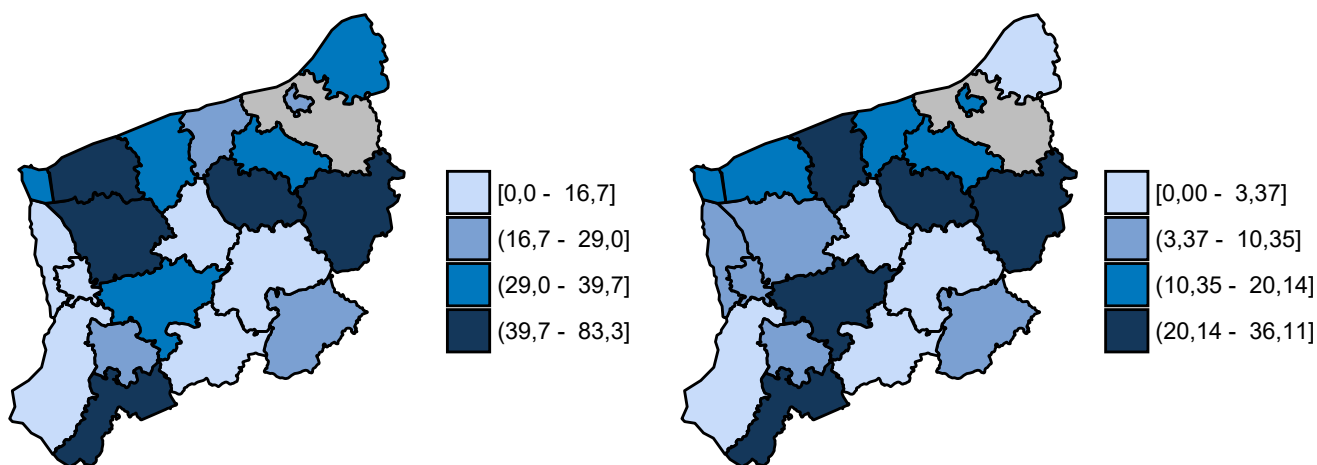 [0,0 - 16,7]
(16,7 - 29,0]
(29,0 - 39,7]
(39,7 - 83,3]
[0,00 - 3,37]
(3,37 - 10,35]
(10,35 - 20,14]
(20,14 - 36,11]